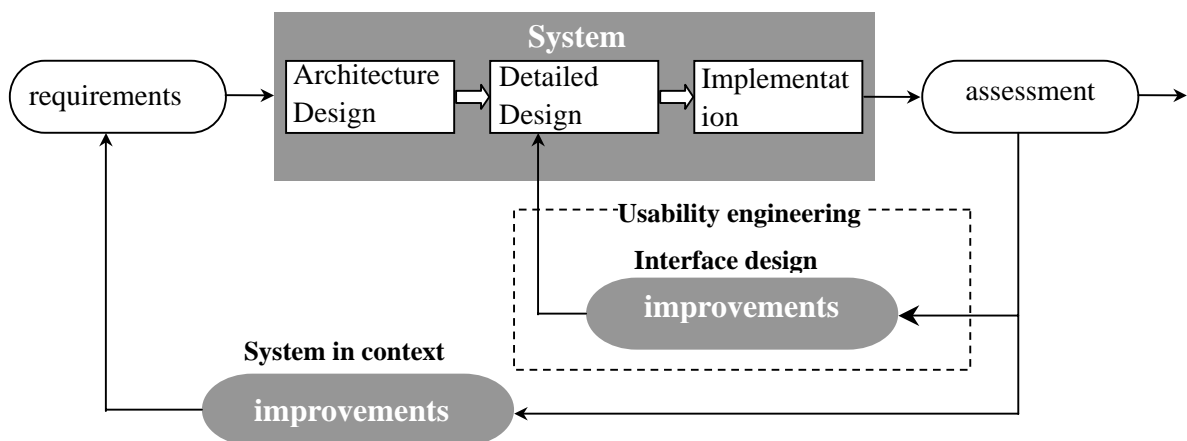 System
requirements
Architecture
Design
Detailed
Design
Implementat
ion
assessment
Usability engineering
Interface design
improvements
System in context
improvements